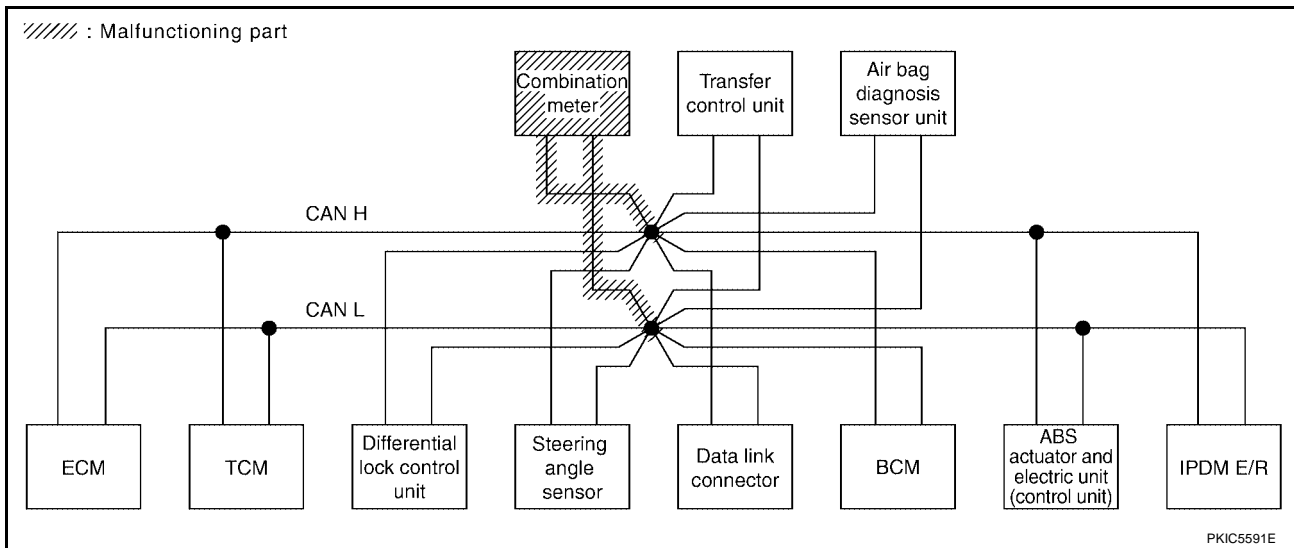 : Malfunctioning part
Combination
meter
Transfer
control unit
Air bag
diagnosis
sensor unit
CAN H
CAN L
ECM
TCM
Differential
lock control
unit
Steering
angle
sensor
Data link
connector
BCM
ABS
actuator and
electric unit
(control unit)
IPDM E/R
PKIC5591E